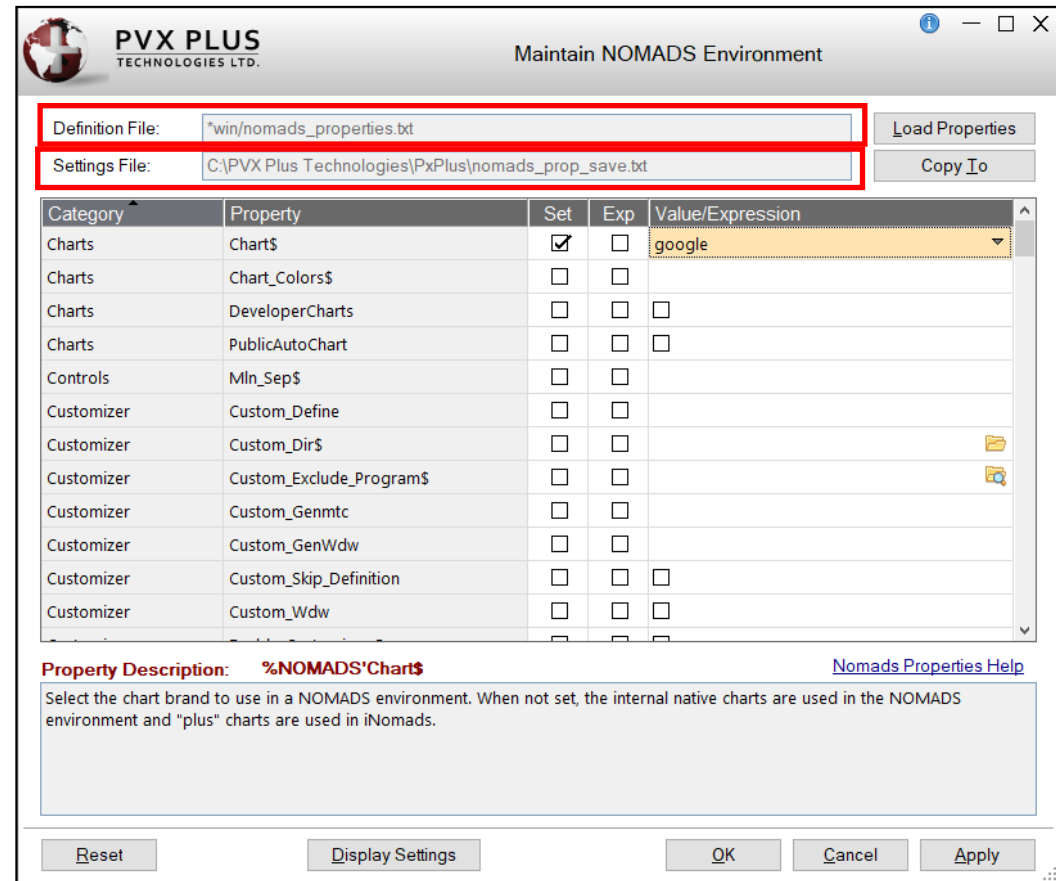 PVX PLUS
TECHNOLOGIES LTD.
Maintain NOMADS Environment
Definition File: *win/nomads_properties.txt Load Properties
Settings File: C:\PVX Plus Technologies\PxPlus\nomads_prop_save.txt Copy To
Category Property Set Exp Value/Expression
Charts Chart$ google
Charts Chart_Colors$
Charts DeveloperCharts
Charts PublicAutoChart
Controls Mln_Sep$
Customizer Custom_Define
Customizer Custom_Dir$
Customizer Custom_Exclude_Program$
Customizer Custom_Genmtc
Customizer Custom_GenWdw
Customizer Custom_Skip_Definition
Customizer Custom_Wdw
Property Description: %NOMADS'Chart$ Nomads Properties Help
Select the chart brand to use in a NOMADS environment. When not set, the internal native charts are used in the NOMADS
environment and "plus" charts are used in iNomads.
Reset Display Settings OK Cancel Apply